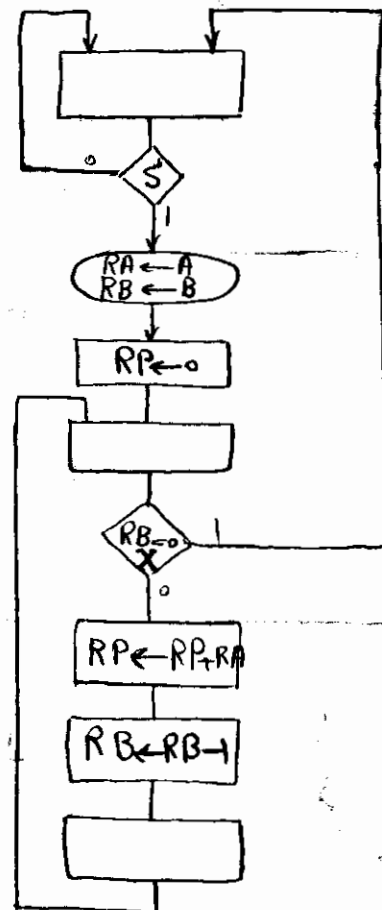 0
S
1
RA ← A
RB ← B
RP ← 0
RB=0
X
1
0
RP ← RP+RA
RB ← RB-1